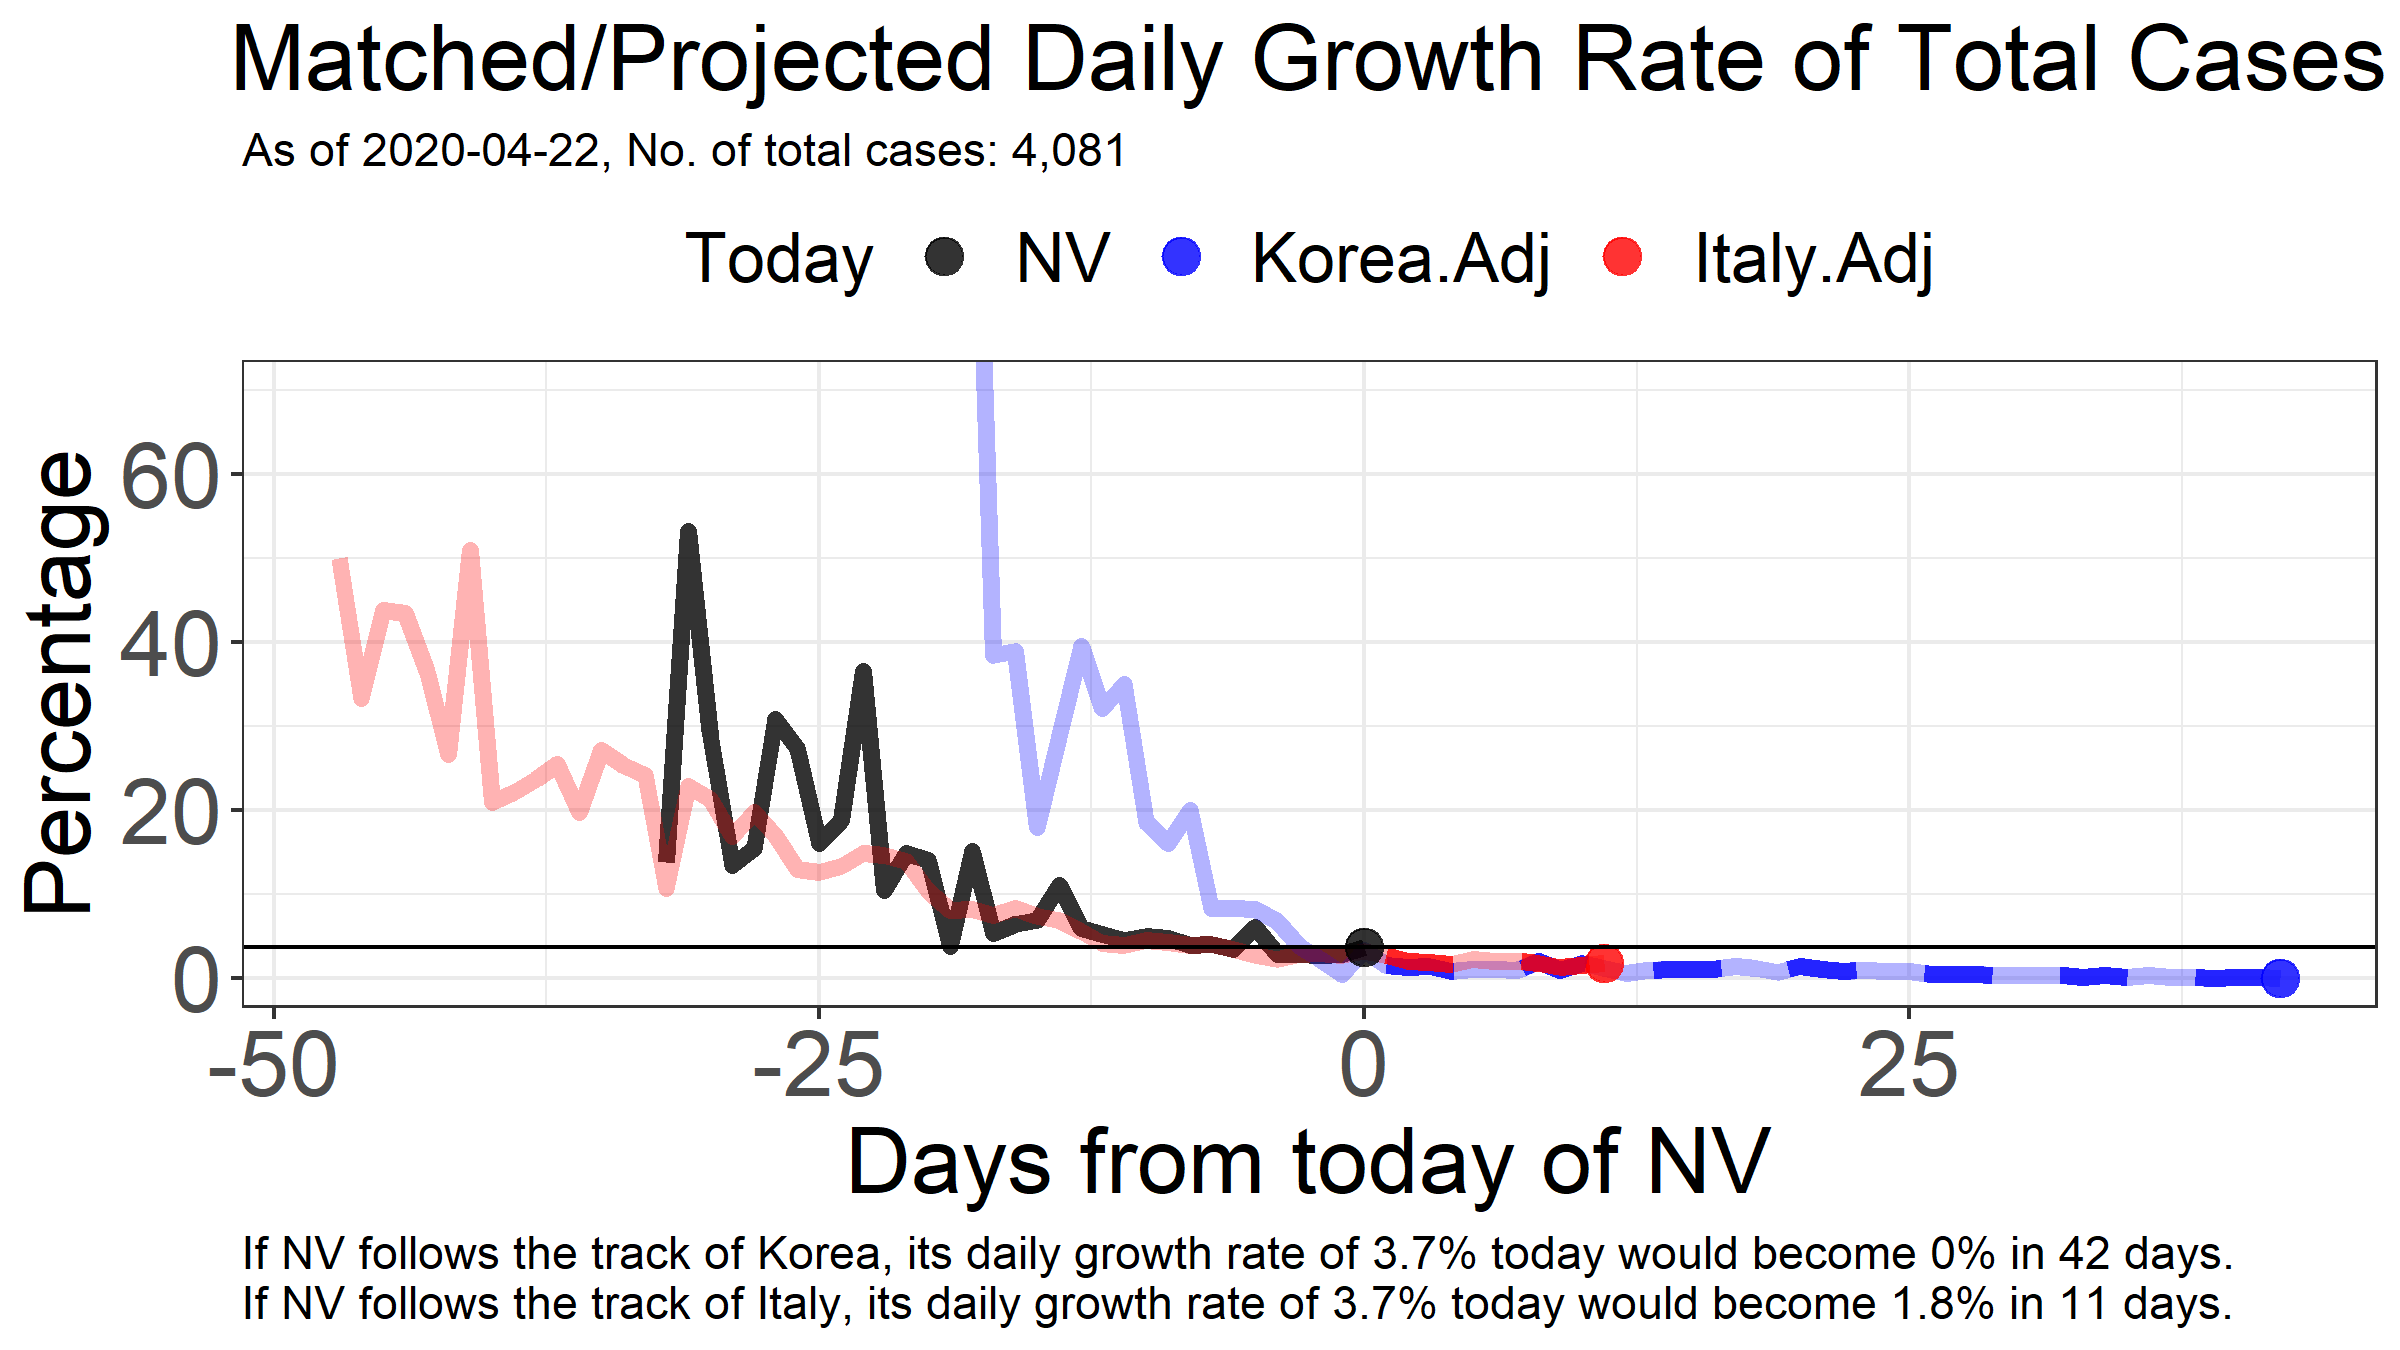 Matched/Projected Daily Growth Rate of Total Cases
As of 2020-04-22, No. of total cases: 4,081
Today NV Korea.Adj Italy.Adj
Percentage
60
40
20
0
-50 -25 0 25
Days from today of NV
If NV follows the track of Korea, its daily growth rate of 3.7% today would become 0% in 42 days.
If NV follows the track of Italy, its daily growth rate of 3.7% today would become 1.8% in 11 days.